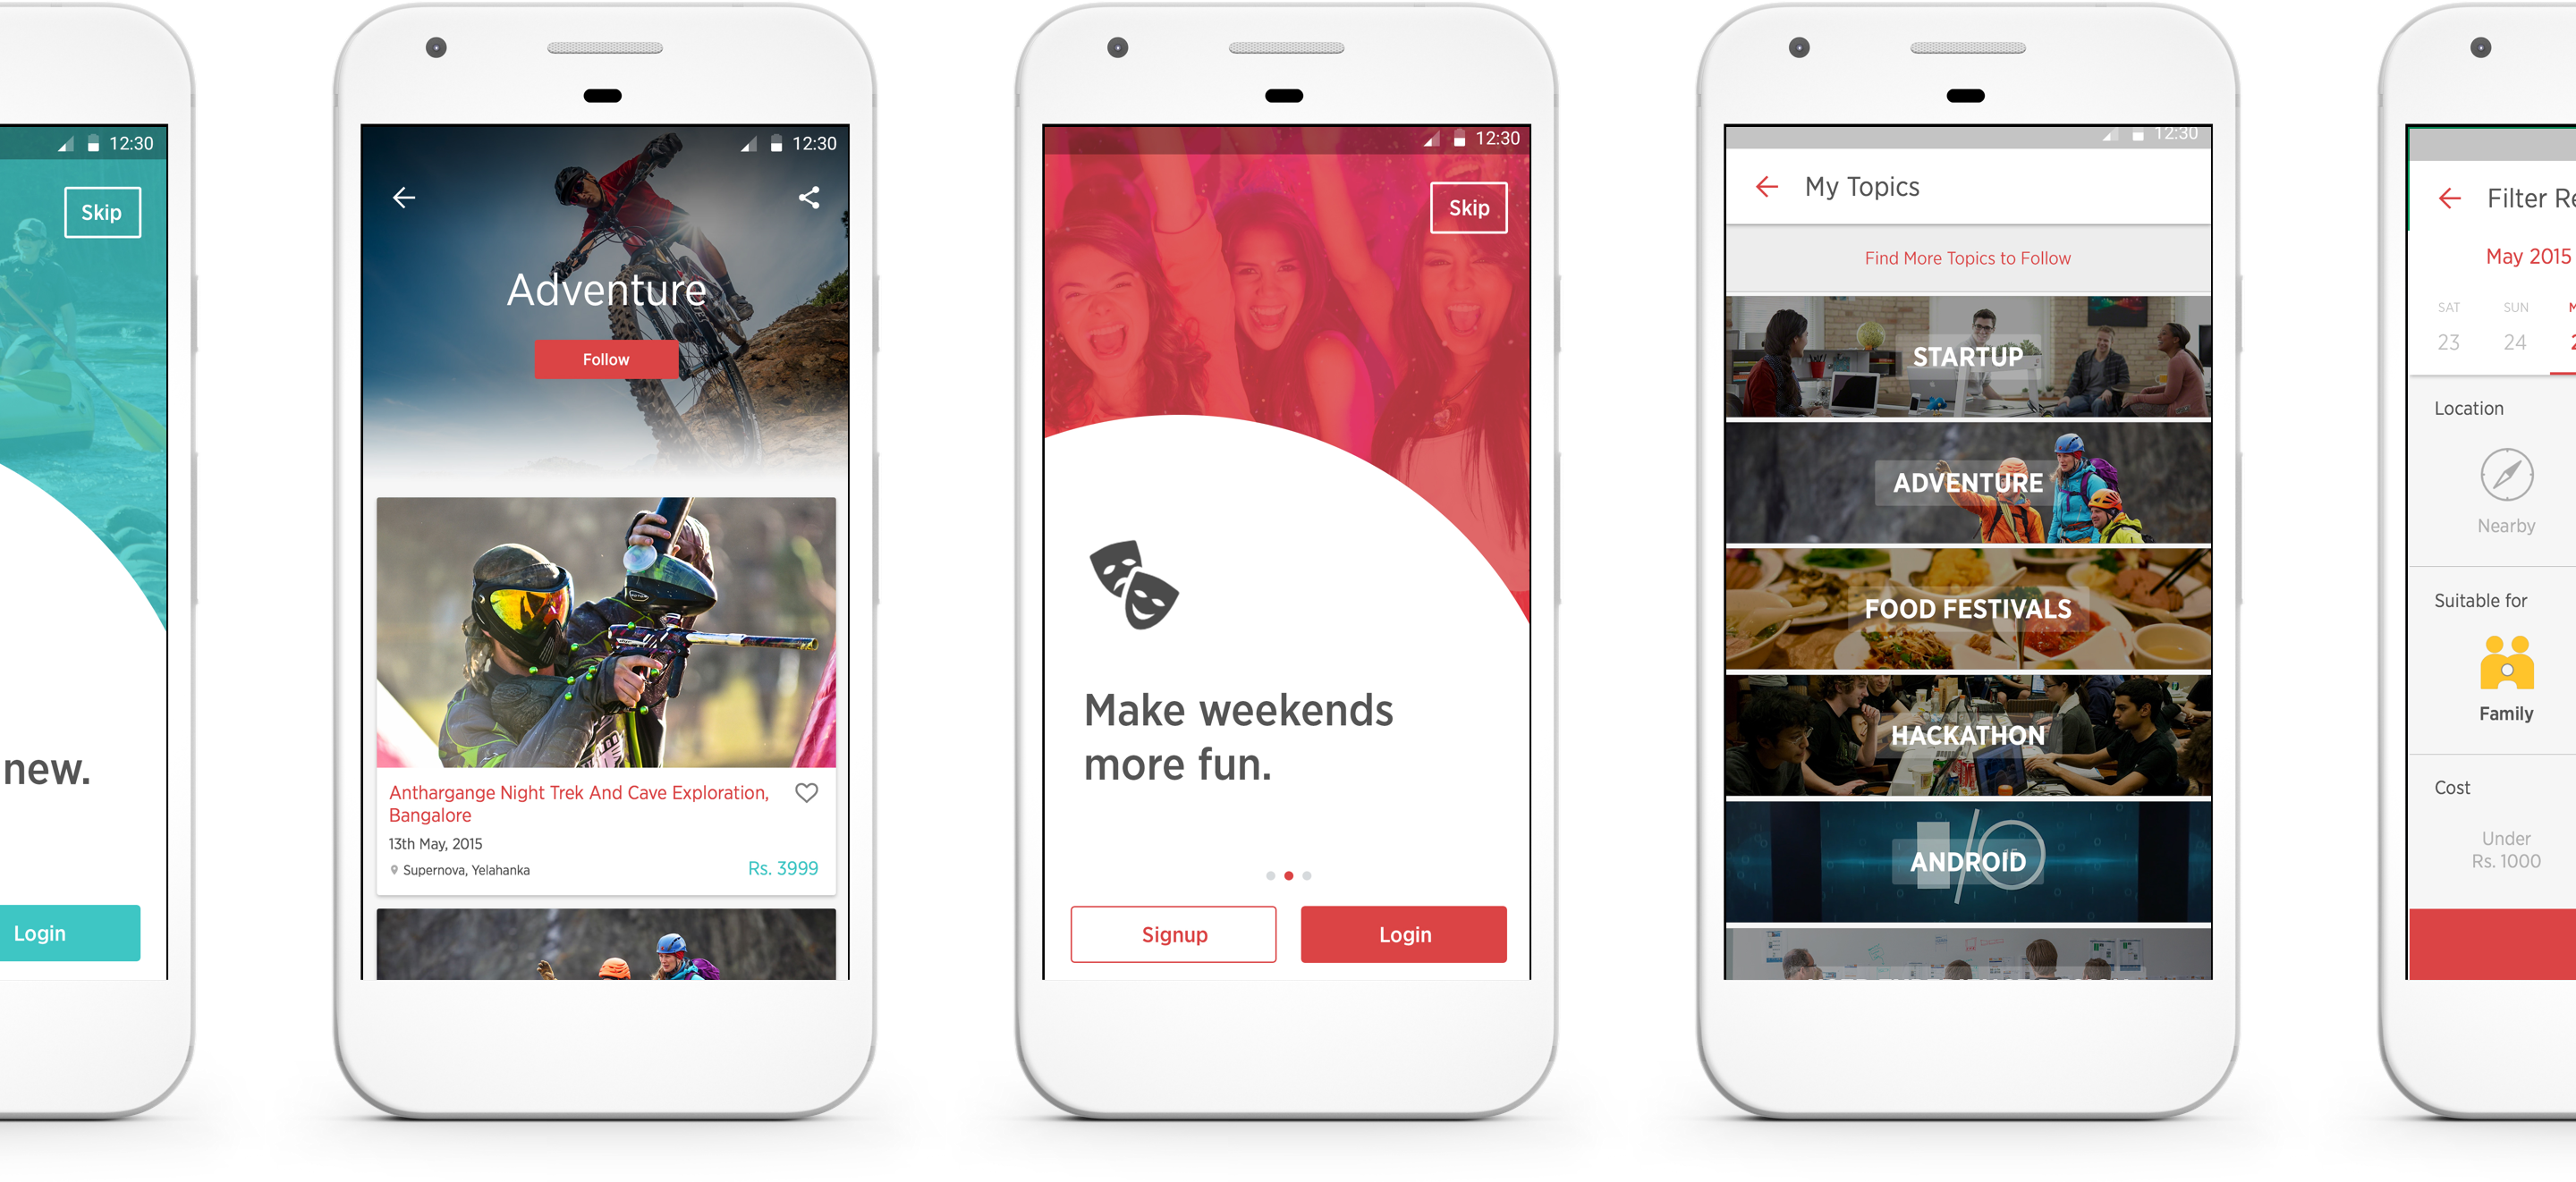 12:30
Skip
new.
Login
12:30
Adventure
Follow
Anthargange Night Trek And Cave Exploration,
Bangalore
13th May, 2015
Supernova, Yelahanka
Rs. 3999
12:30
Skip
Make weekends
more fun.
Signup
Login
12:30
My Topics
Find More Topics to Follow
STARTUP
ADVENTURE
FOOD FESTIVALS
HACKATHON
ANDROID
Filter Re
May 2015
SAT SUN
23 24
Location
Nearby
Suitable for
Family
Cost
Under
Rs. 1000